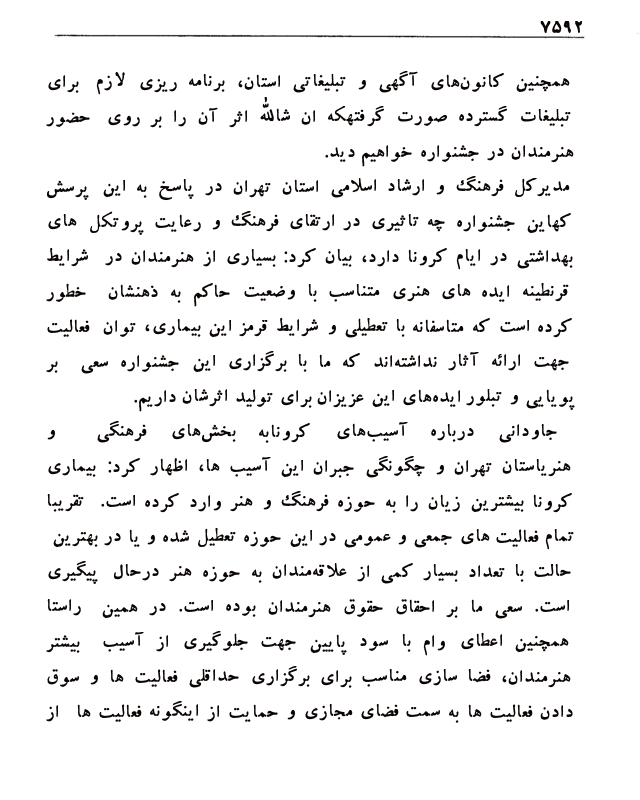 ۷۵۹۲
همچنین کانون‌های آگهی و تبلیغاتی استان، برنامه ریزی لازم برای
تبلیغات گسترده صورت گرفتهکه ان شالله اثر آن را بر روی حضور
هنرمندان در جشنواره خواهیم دید.
مدیرکل فرهنگ و ارشاد اسلامی استان تهران در پاسخ به این پرسش
کهاین جشنواره چه تاثیری در ارتقای فرهنگ و رعایت پروتکل های
بهداشتی در ایام کرونا دارد، بیان کرد: بسیاری از هنرمندان در شرایط
قرنطینه ایده های هنری متناسب با وضعیت حاکم به ذهنشان خطور
کرده است که متاسفانه با تعطیلی و شرایط قرمز این بیماری، توان فعالیت
جهت ارائه آثار نداشته‌اند که ما با برگزاری این جشنواره سعی بر
پویایی و تبلور ایده‌های این عزیزان برای تولید اثرشان داریم.
جاودانی درباره آسیب‌های کرونابه بخش‌های فرهنگی و
هنریاستان تهران و چگونگی جبران این آسیب ها، اظهار کرد: بیماری
کرونا بیشترین زیان را به حوزه فرهنگ و هنر وارد کرده است. تقریبا
تمام فعالیت های جمعی و عمومی در این حوزه تعطیل شده و یا در بهترین
حالت با تعداد بسیار کمی از علاقه‌مندان به حوزه هنر درحال پیگیری
است. سعی ما بر احقاق حقوق هنرمندان بوده است. در همین راستا
همچنین اعطای وام با سود پایین جهت جلوگیری از آسیب بیشتر
هنرمندان، فضا سازی مناسب برای برگزاری حداقلی فعالیت ها و سوق
دادن فعالیت ها به سمت فضای مجازی و حمایت از اینگونه فعالیت ها از